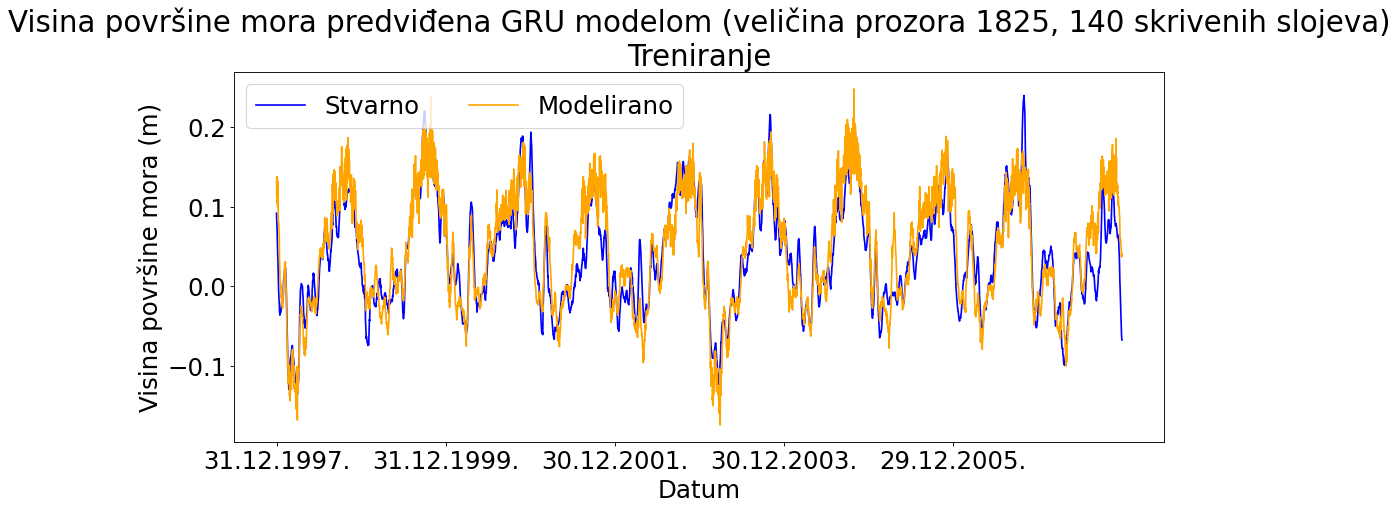 Visina površine mora predviđena GRU modelom (veličina prozora 1825, 140 skrivenih slojeva)
Treniranje
Stvarno
Modelirano
Visina površine mora (m)
0.2
0.1
0.0
−0.1
31.12.1997.
31.12.1999.
30.12.2001.
30.12.2003.
29.12.2005.
Datum